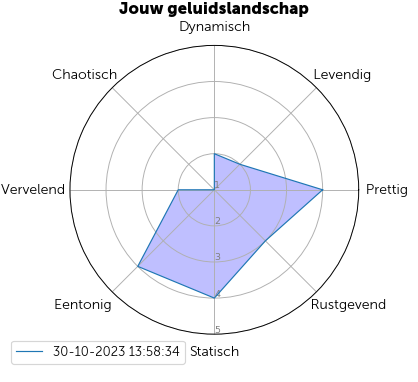 Jouw geluidslandschap
Dynamisch
Chaotisch
Levendig
Vervelend
1
Prettig
2
3
4
Eentonig
Rustgevend
5
30-10-2023 13:58:34
Statisch